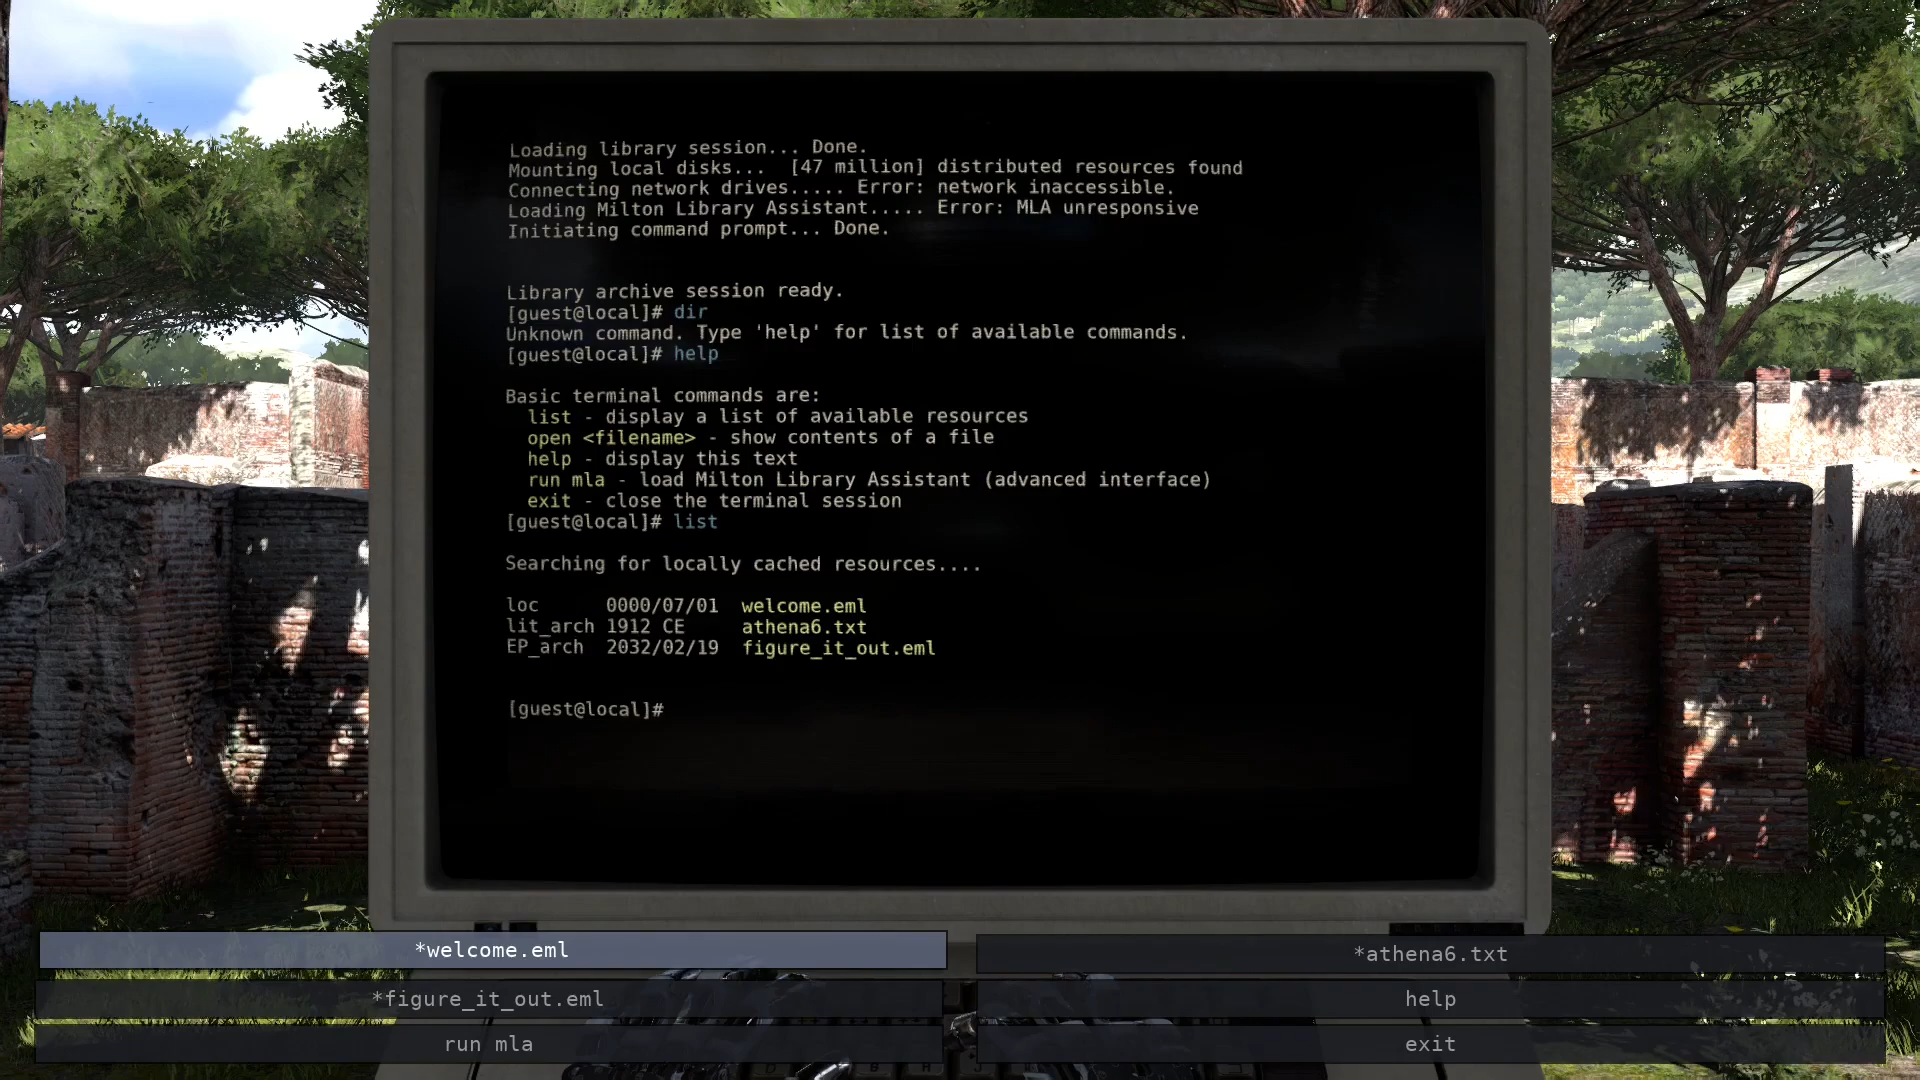 Loading library session... Done.
Mounting local disks...  [47 million] distributed resources found
Connecting network drives..... Error: network inaccessible.
Loading Milton Library Assistant..... Error: MLA unresponsive
Initiating command prompt... Done.
Library archive session ready.
[guest@local]# dir
Unknown command. Type 'help' for list of available commands.
[guest@local]# help
Basic terminal commands are:
list - display a list of available resources
open <filename> - show contents of a file
help - display this text
run mla - load Milton Library Assistant (advanced interface)
exit - close the terminal session
[guest@local]# list
Searching for locally cached resources....
loc      0000/07/01  welcome.eml
lit_arch 1912 CE     athena6.txt
EP_arch  2032/02/19  figure_it_out.eml
[guest@local]#
*welcome.eml
*athena6.txt
*figure_it_out.eml
help
run mla
exit